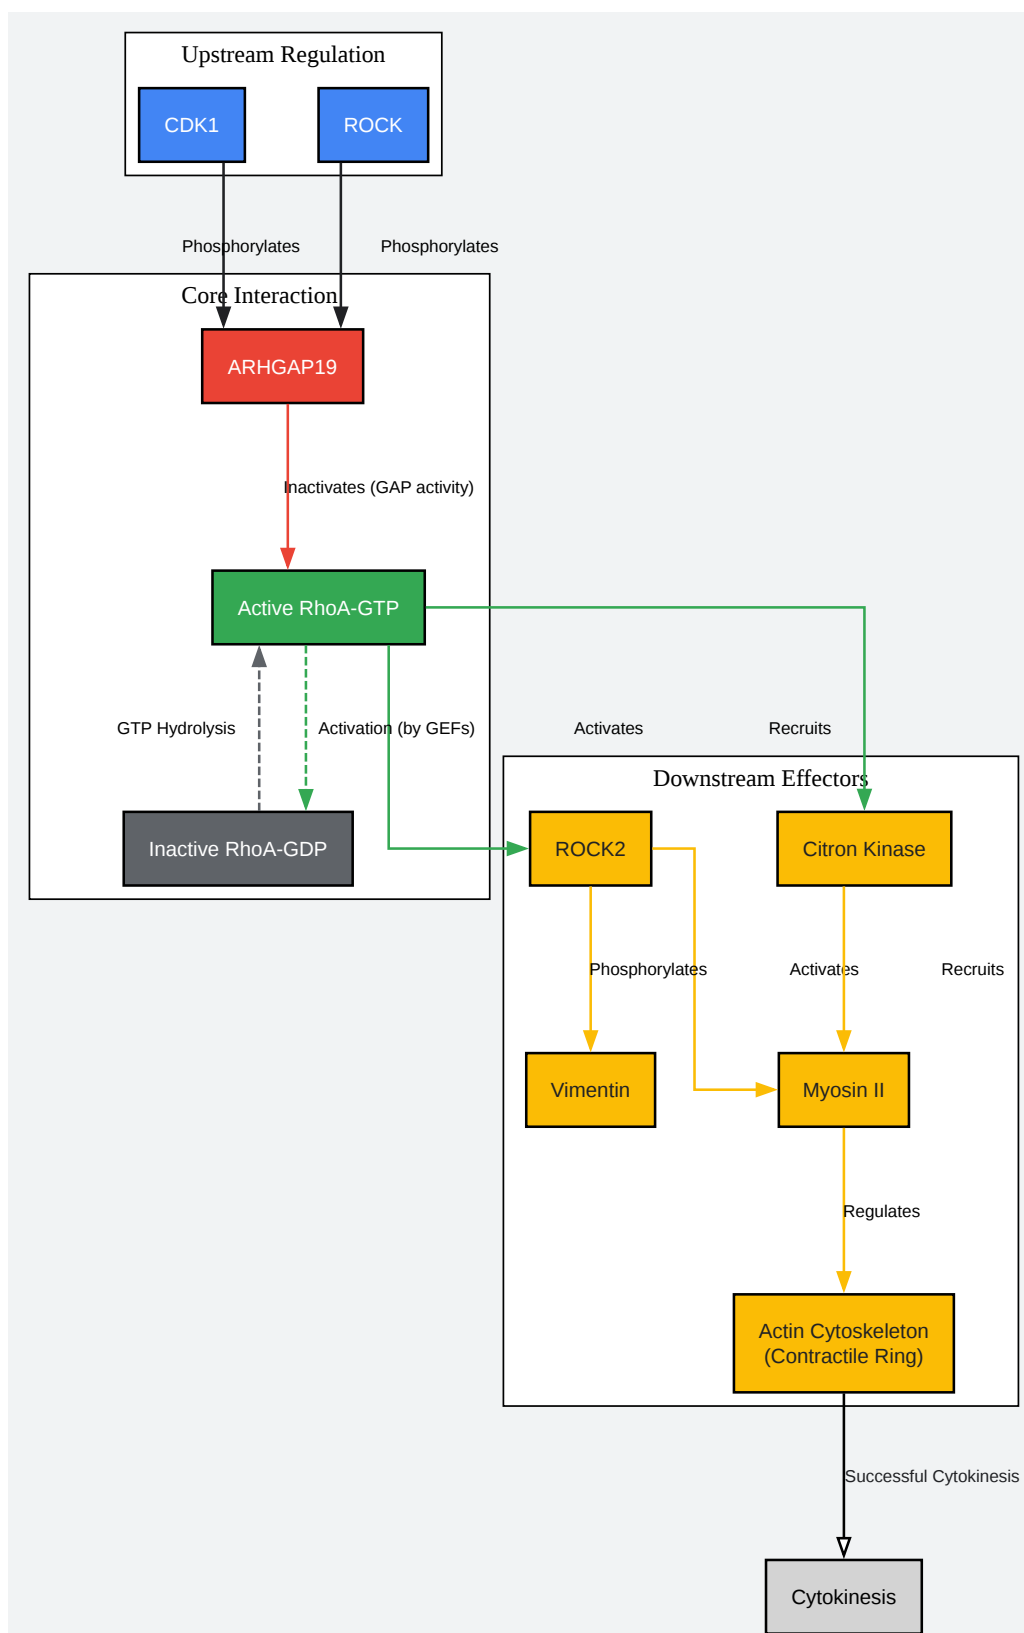 Upstream Regulation
CDK1
ROCK
Phosphorylates
Phosphorylates
Core Interaction
ARHGAP19
Inactivates (GAP activity)
Active RhoA-GTP
GTP Hydrolysis
Activation (by GEFs)
Activates
Recruits
Downstream Effectors
Inactive RhoA-GDP
ROCK2
Citron Kinase
Phosphorylates
Activates
Recruits
Vimentin
Myosin II
Regulates
Actin Cytoskeleton
(Contractile Ring)
Successful Cytokinesis
Cytokinesis